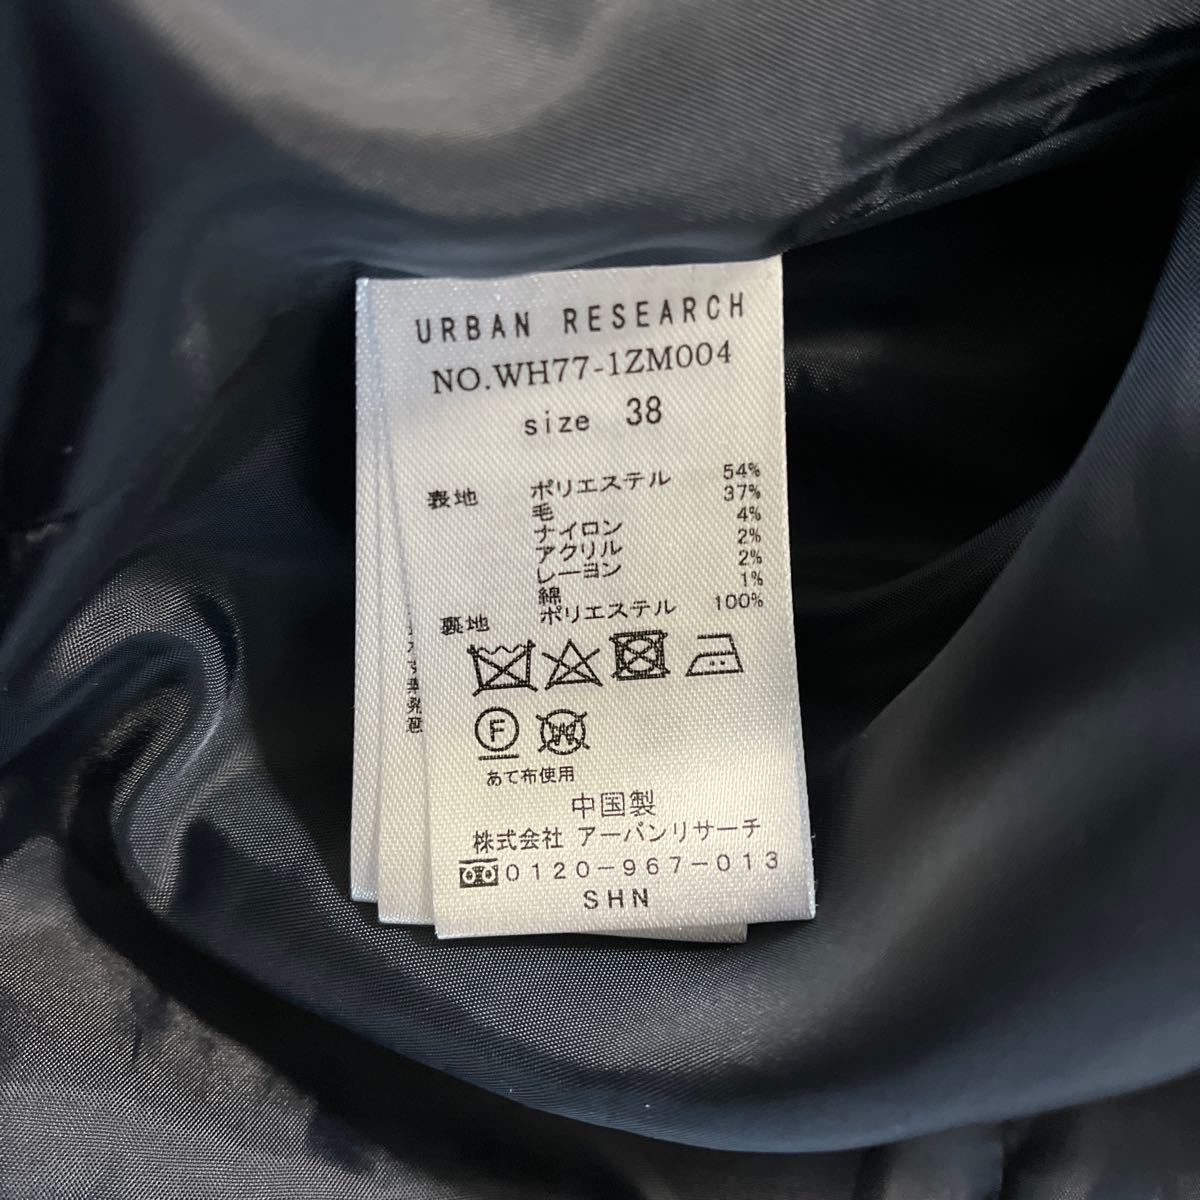 URBAN RESEARCH
NO.WH77-1ZM004
size 38
表地 ポリエステル 54%
毛 37%
ナイロン 4%
アクリル 2%
レーヨン 2%
綿 1%
裏地 ポリエステル 100%
F W
あて布使用
中国製
株式会社 アーバンリサーチ
0120-967-013
SHN